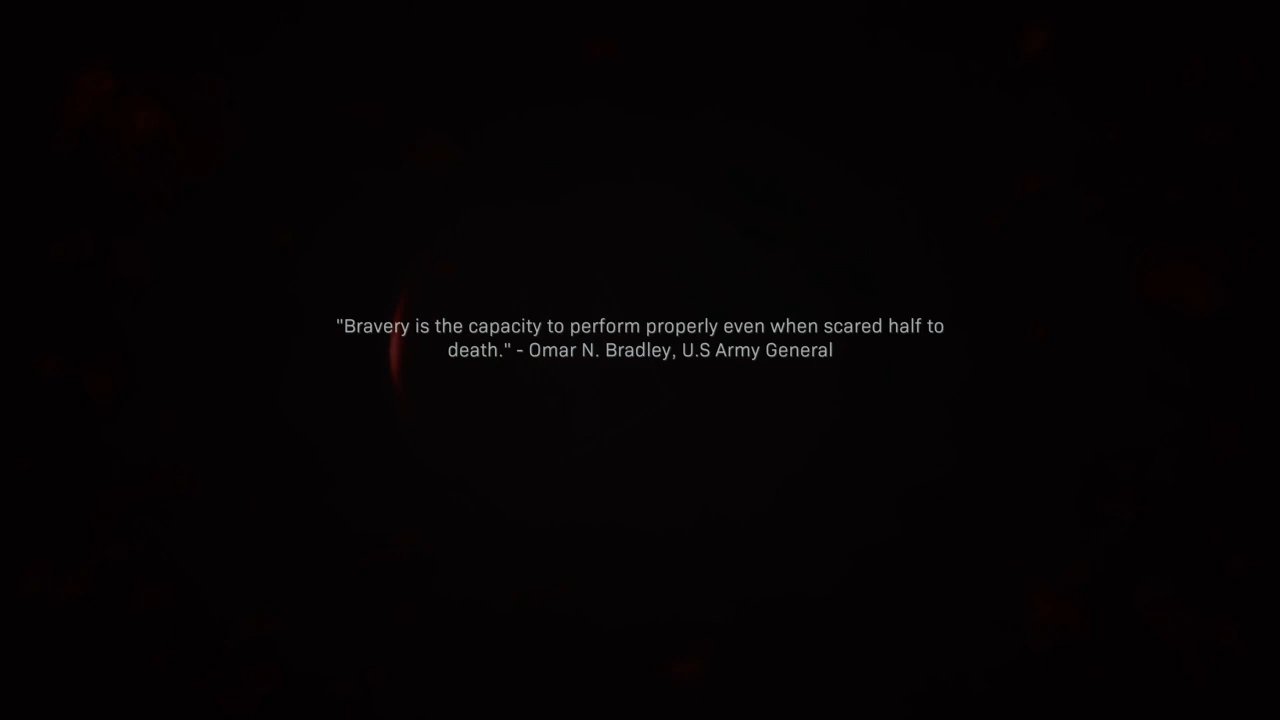 "Bravery is the capacity to perform properly even when scared half to
death." - Omar N. Bradley, U.S Army General